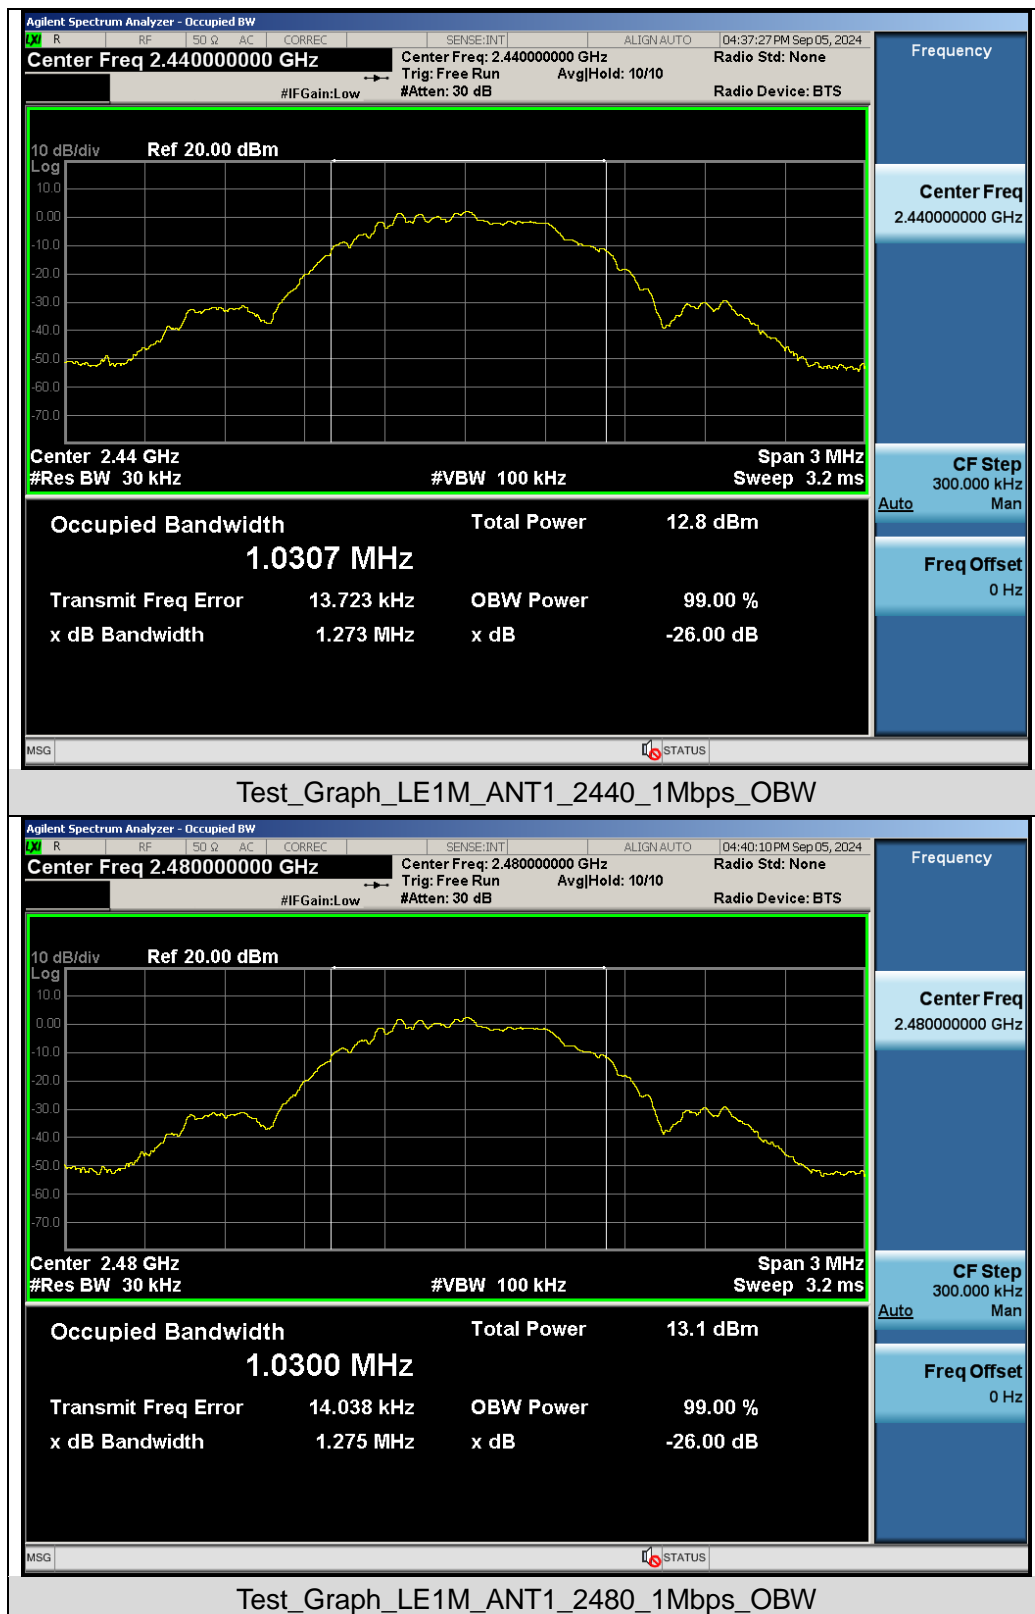 Agilent Spectrum Analyzer - Occupied BW
LXI R RF 50 Ω AC CORREC SENSE:INT ALIGN AUTO 04:37:27 PM Sep 05, 2024
Center Freq 2.440000000 GHz
Center Freq: 2.440000000 GHz
Radio Std: None
Trig: Free Run Avg|Hold: 10/10
#IFGain:Low
#Atten: 30 dB
Radio Device: BTS
Frequency
10 dB/div Ref 20.00 dBm
Log
10.0
0.00
-10.0
-20.0
-30.0
-40.0
-50.0
-60.0
-70.0
Center 2.44 GHz Span 3 MHz
#Res BW 30 kHz #VBW 100 kHz Sweep 3.2 ms
Center Freq
2.440000000 GHz
CF Step
300.000 kHz
Auto Man
Freq Offset
0 Hz
Occupied Bandwidth Total Power 12.8 dBm
1.0307 MHz
Transmit Freq Error 13.723 kHz OBW Power 99.00 %
x dB Bandwidth 1.273 MHz x dB -26.00 dB
MSG STATUS
Test_Graph_LE1M_ANT1_2440_1Mbps_OBW
Agilent Spectrum Analyzer - Occupied BW
LXI R RF 50 Ω AC CORREC SENSE:INT ALIGN AUTO 04:40:10 PM Sep 05, 2024
Center Freq 2.480000000 GHz
Center Freq: 2.480000000 GHz
Radio Std: None
Trig: Free Run Avg|Hold: 10/10
#IFGain:Low
#Atten: 30 dB
Radio Device: BTS
Frequency
10 dB/div Ref 20.00 dBm
Log
10.0
0.00
-10.0
-20.0
-30.0
-40.0
-50.0
-60.0
-70.0
Center 2.48 GHz Span 3 MHz
#Res BW 30 kHz #VBW 100 kHz Sweep 3.2 ms
Center Freq
2.480000000 GHz
CF Step
300.000 kHz
Auto Man
Freq Offset
0 Hz
Occupied Bandwidth Total Power 13.1 dBm
1.0300 MHz
Transmit Freq Error 14.038 kHz OBW Power 99.00 %
x dB Bandwidth 1.275 MHz x dB -26.00 dB
MSG STATUS
Test_Graph_LE1M_ANT1_2480_1Mbps_OBW